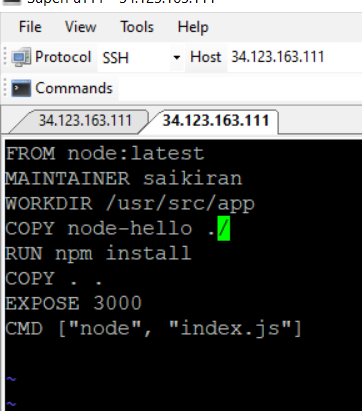 File View Tools Help
Protocol SSH Host 34.123.163.111
Commands
34.123.163.111 34.123.163.111
FROM node:latest
MAINTAINER saikiran
WORKDIR /usr/src/app
COPY node-hello ./
RUN npm install
COPY . .
EXPOSE 3000
CMD ["node", "index.js"]
~
~